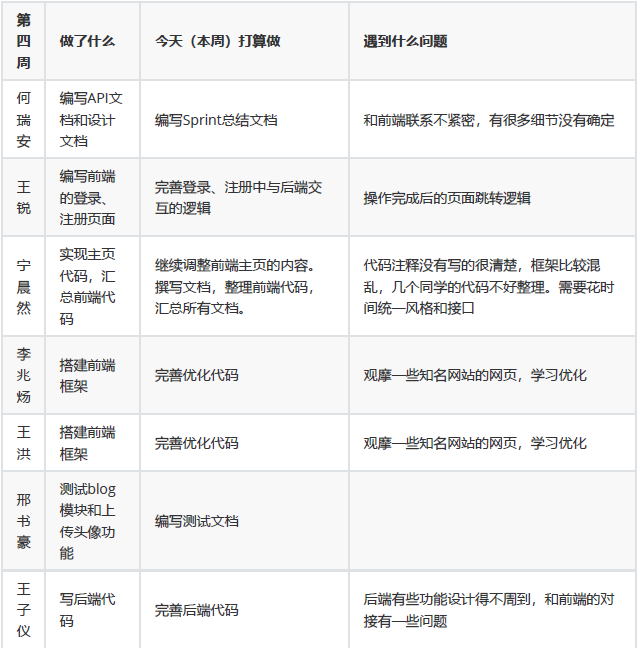 第
四
周
做了什么
今天（本周）打算做
遇到什么问题
何
瑞
安
编写API文
档和设计
文档
编写Sprint总结文档
和前端联系不紧密，有很多细节没有确定
王
锐
编写前端
的登录、
注册页面
完善登录、注册中与后端交
互的逻辑
操作完成后的页面跳转逻辑
宁
晨
然
实现主页
代码，汇
总前端代
码
继续调整前端主页的内容。
撰写文档，整理前端代码，
汇总所有文档。
代码注释没有写的很清楚，框架比较混
乱，几个同学的代码不好整理。需要花时
间统一风格和接口
李
兆
炀
搭建前端
框架
完善优化代码
观摩一些知名网站的网页，学习优化
王
洪
搭建前端
框架
完善优化代码
观摩一些知名网站的网页，学习优化
邢
书
豪
测试blog
模块和上
传头像功
能
编写测试文档
王
子
仪
写后端代
码
完善后端代码
后端有些功能设计得不周到，和前端的对
接有一些问题